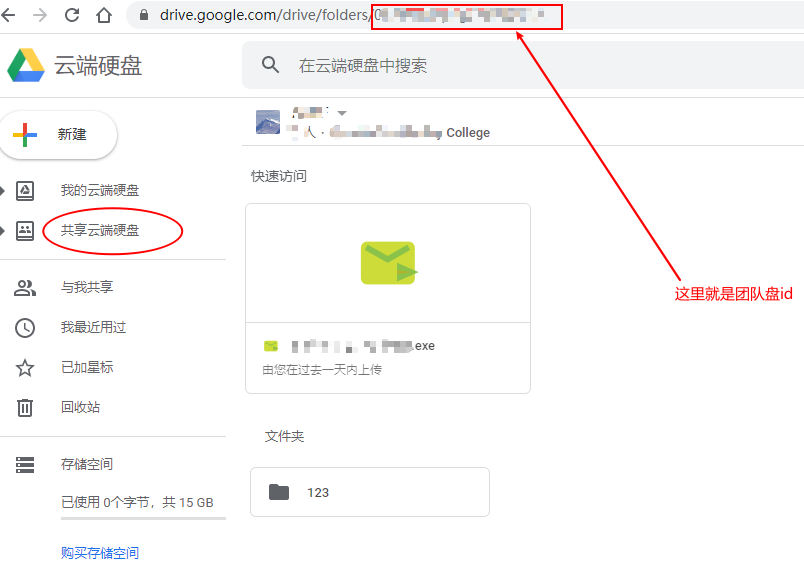 drive.google.com/drive/folders/
云端硬盘
在云端硬盘中搜索
新建
College
我的云端硬盘
快速访问
共享云端硬盘
与我共享
这里就是团队盘id
我最近用过
.exe
已加星标
由您在过去一天内上传
回收站
文件夹
存储空间
123
已使用 0个字节，共 15 GB
购买存储空间